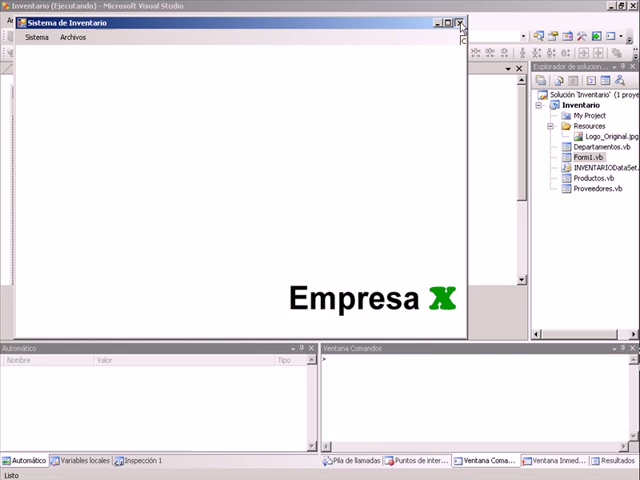 Inventario (Ejecutando) - Microsoft Visual Studio
Sistema de Inventario
Sistema Archivos
Explorador de solucion...
Solución 'Inventario' (1 proye
Inventario
My Project
Resources
Logo_Original.jpg
Departamentos.vb
Form1.vb
INVENTARIODataSet.
Productos.vb
Proveedores.vb
Empresa X
Automático
Nombre Valor Tipo
Ventana Comandos
>
Automático Variables locales Inspección 1
Pila de llamadas Puntos de inter... Ventana Coma... Ventana Inmed... Resultados
Listo